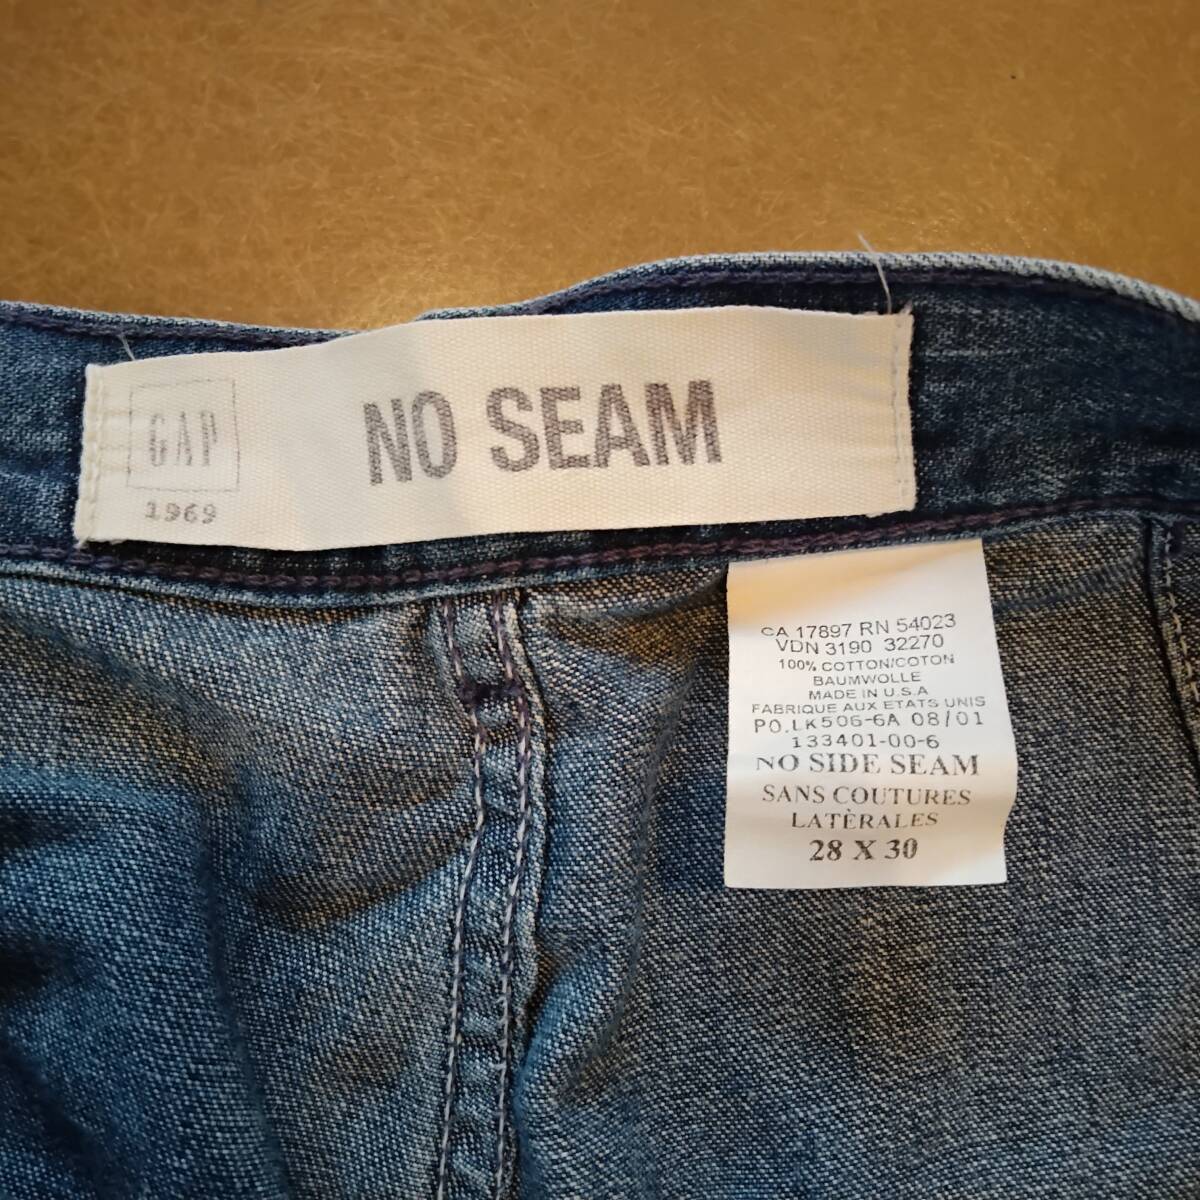 GAP
1969
NO SEAM
CA 17897 RN 54023
VDN 3190 32270
100% COTTON/COTON
BAUMWOLLE
MADE IN U.S.A
FABRIQUE AUX ETATS UNIS
PO.LK506-6A 08/01
133401-00-6
NO SIDE SEAM
SANS COUTURES
LATÈRALES
28 X 30